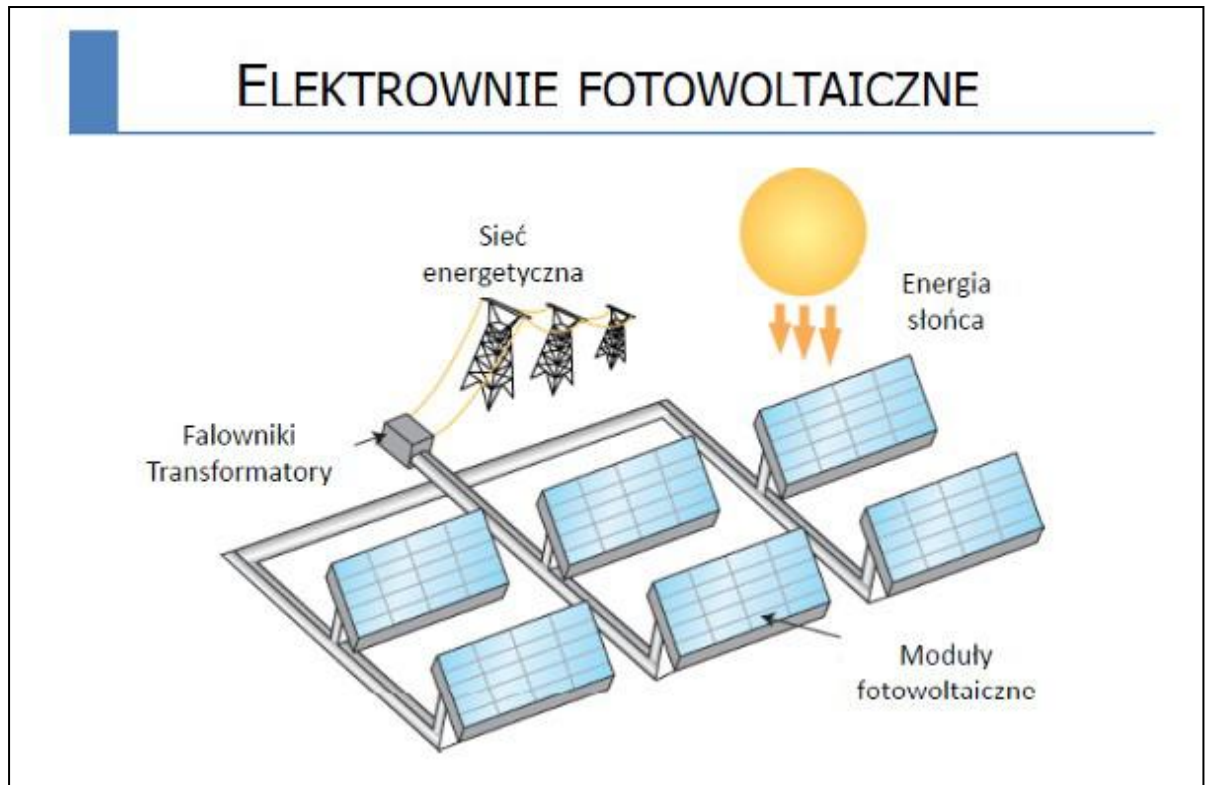 ELEKTROWNIE FOTOWOLTAICZNE
Sieć
energetyczna
Energia
słońca
Falowniki
Transformatory
Moduły
fotowoltaiczne